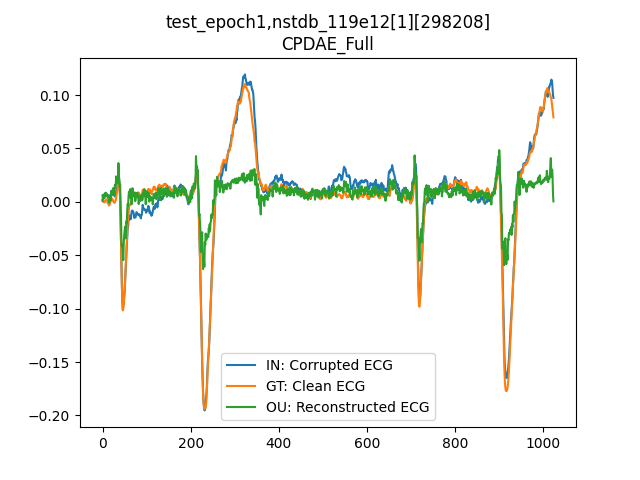 test_epoch1,nstdb_119e12[1][298208]
CPDAE_Full
0.10
0.05
0.00
−0.05
−0.10
−0.15
−0.20
IN: Corrupted ECG
GT: Clean ECG
OU: Reconstructed ECG
0 200 400 600 800 1000